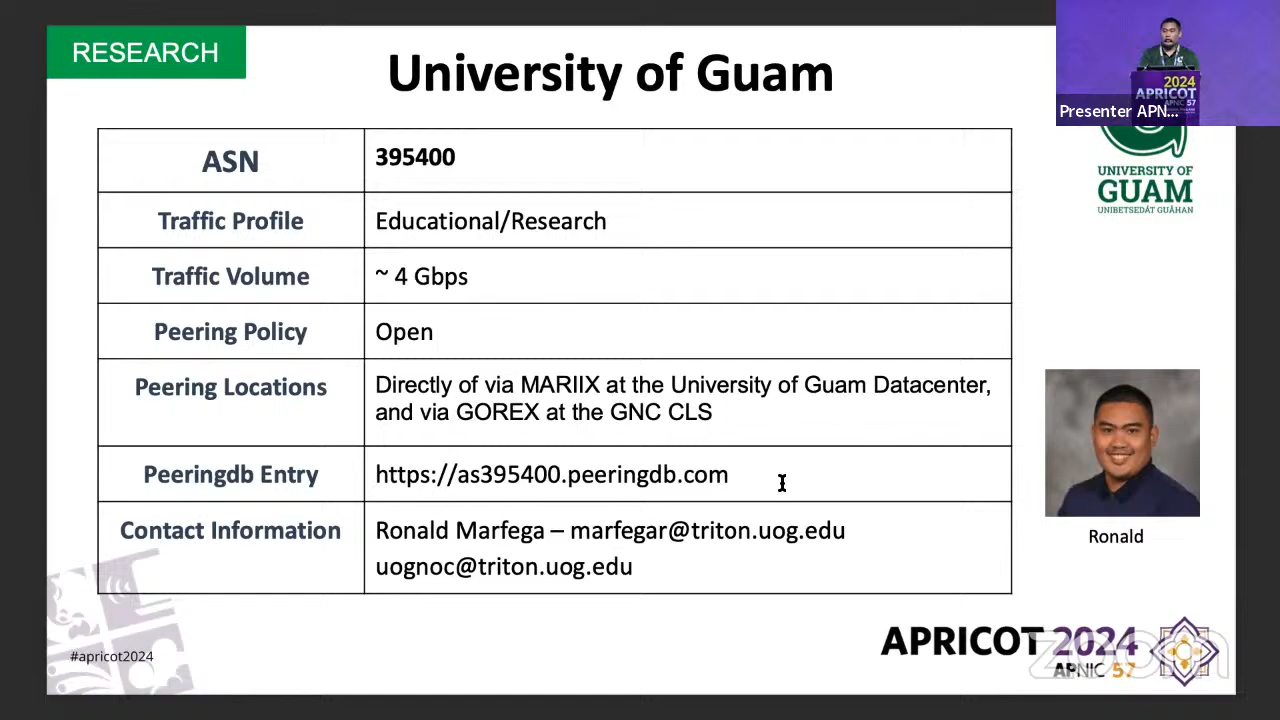 RESEARCH
University of Guam
2024
APRICOT
APNIC 57
Presenter APN...
UNIVERSITY OF
GUAM
UNIBETSEDÅT GUÅHAN
ASN
395400
Traffic Profile
Educational/Research
Traffic Volume
~ 4 Gbps
Peering Policy
Open
Peering Locations
Directly of via MARIIX at the University of Guam Datacenter,
and via GOREX at the GNC CLS
Peeringdb Entry
https://as395400.peeringdb.com
Contact Information
Ronald Marfega – marfegar@triton.uog.edu
uognoc@triton.uog.edu
Ronald
#apricot2024
APRICOT 2024
APNIC 57
zoom